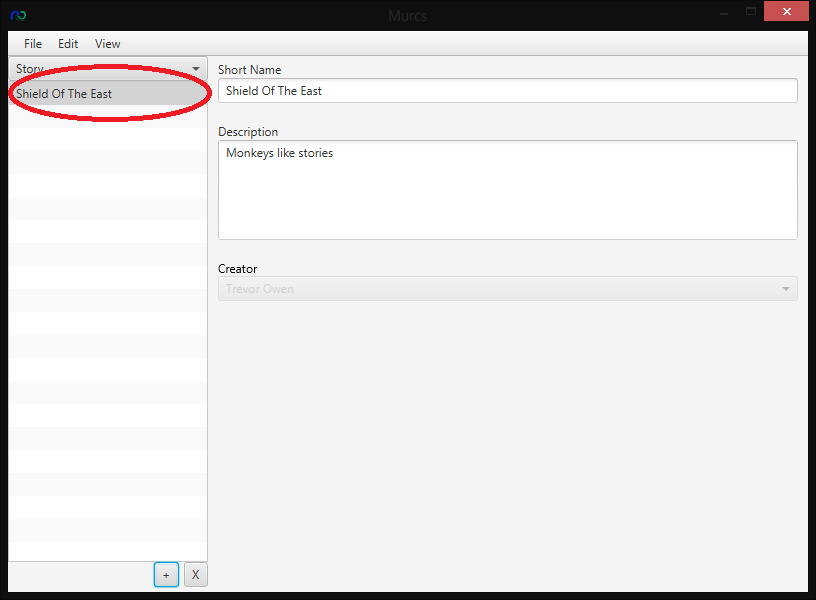 Murcs
File Edit View
Story
Shield Of The East
Short Name
Shield Of The East
Description
Monkeys like stories
Creator
Trevor Owen
+ X